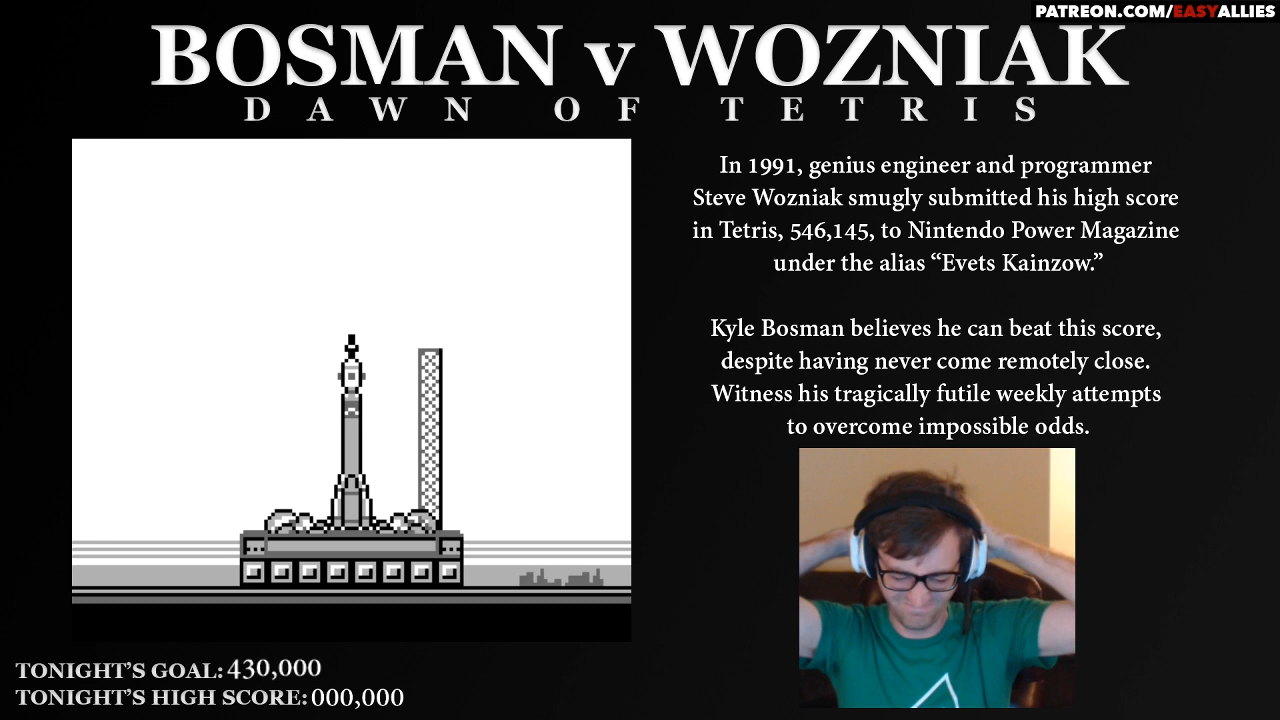 PATREON.COM/EASYALLIES
BOSMAN v WOZNIAK
DAWN OF TETRIS
In 1991, genius engineer and programmer
Steve Wozniak smugly submitted his high score
in Tetris, 546,145, to Nintendo Power Magazine
under the alias “Evets Kainzow.”
Kyle Bosman believes he can beat this score,
despite having never come remotely close.
Witness his tragically futile weekly attempts
to overcome impossible odds.
TONIGHT’S GOAL: 430,000
TONIGHT’S HIGH SCORE: 000,000